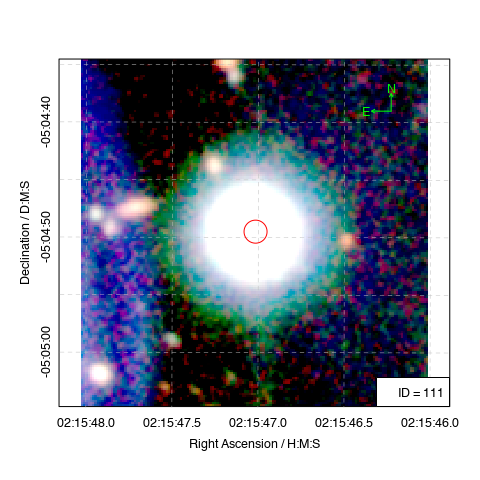 N
E
-05:04:40
-05:04:50
-05:05:00
Declination / D:M:S
ID = 111
02:15:48.0 02:15:47.5 02:15:47.0 02:15:46.5 02:15:46.0
Right Ascension / H:M:S